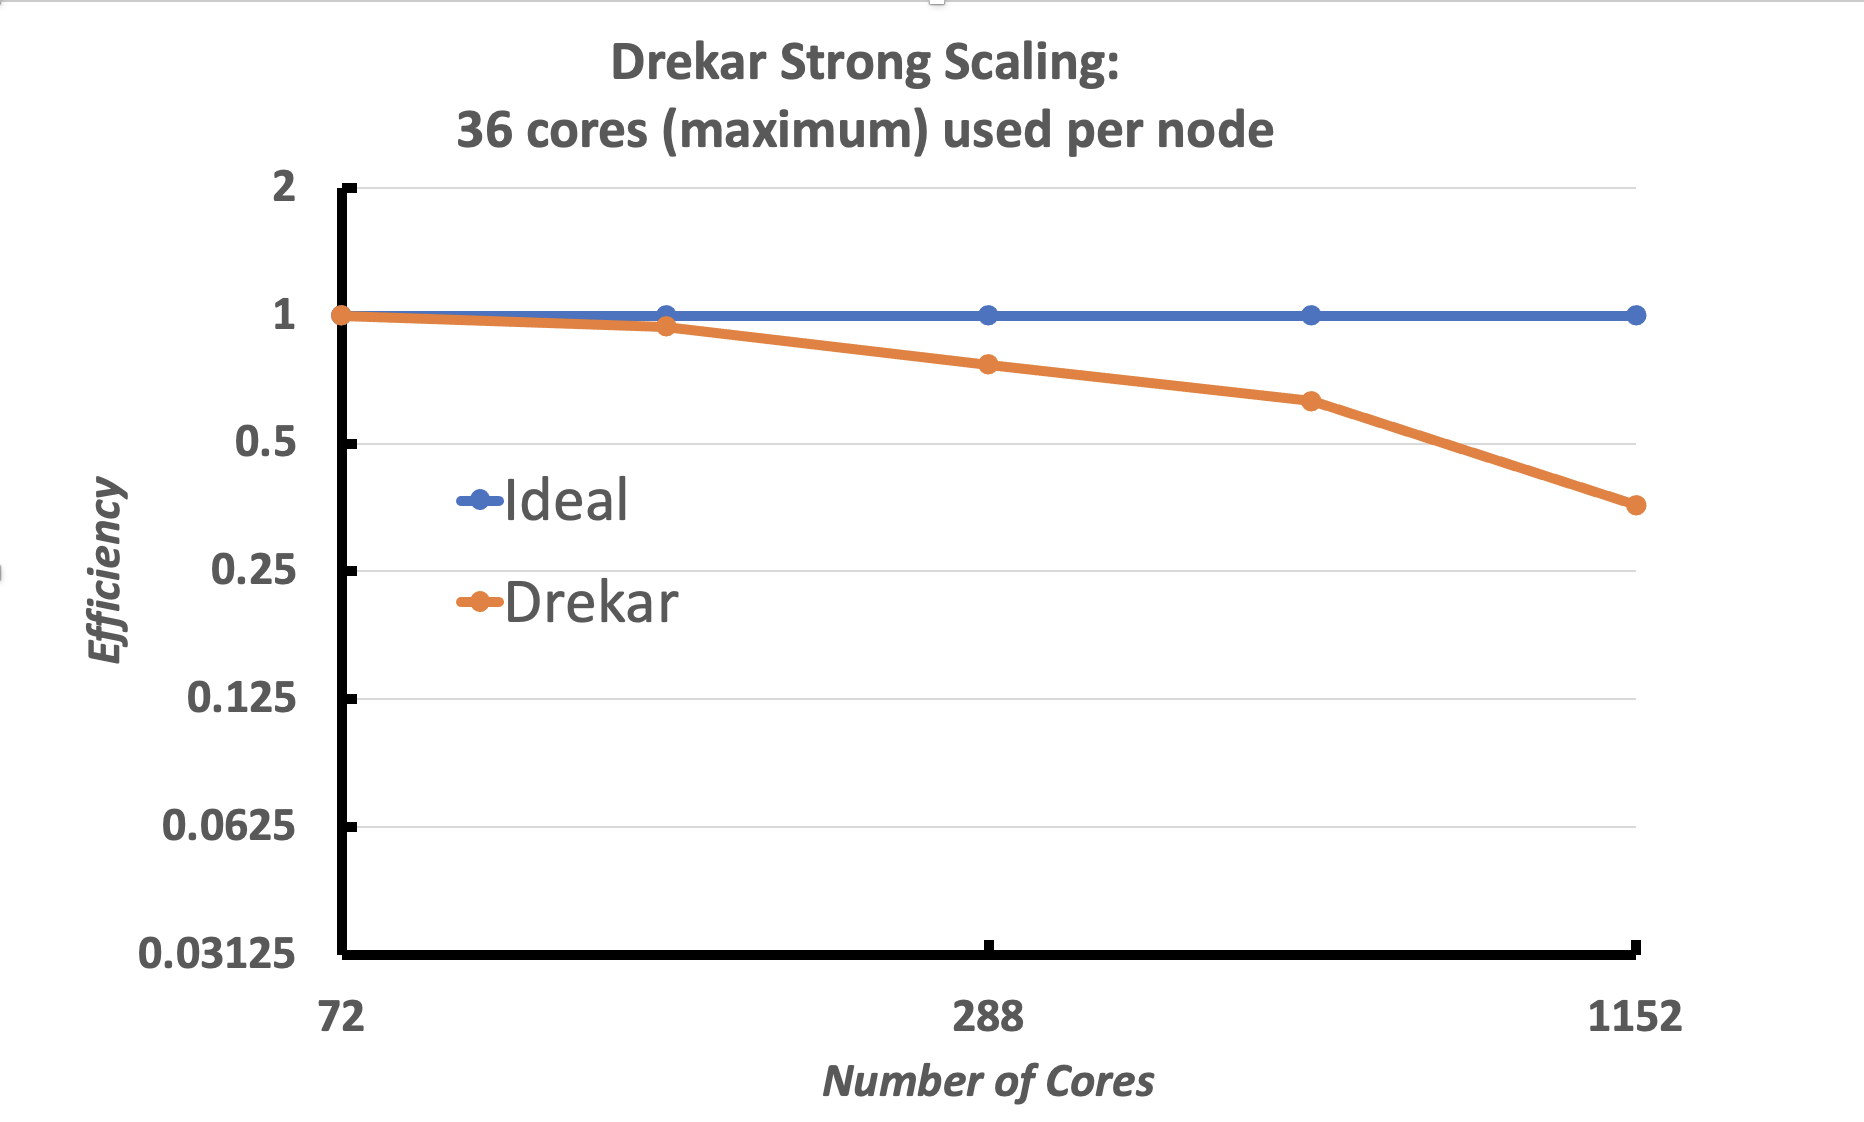 Drekar Strong Scaling:
36 cores (maximum) used per node
2
1
0.5
0.25
0.125
0.0625
0.03125
Efficiency
Ideal
Drekar
72
288
1152
Number of Cores